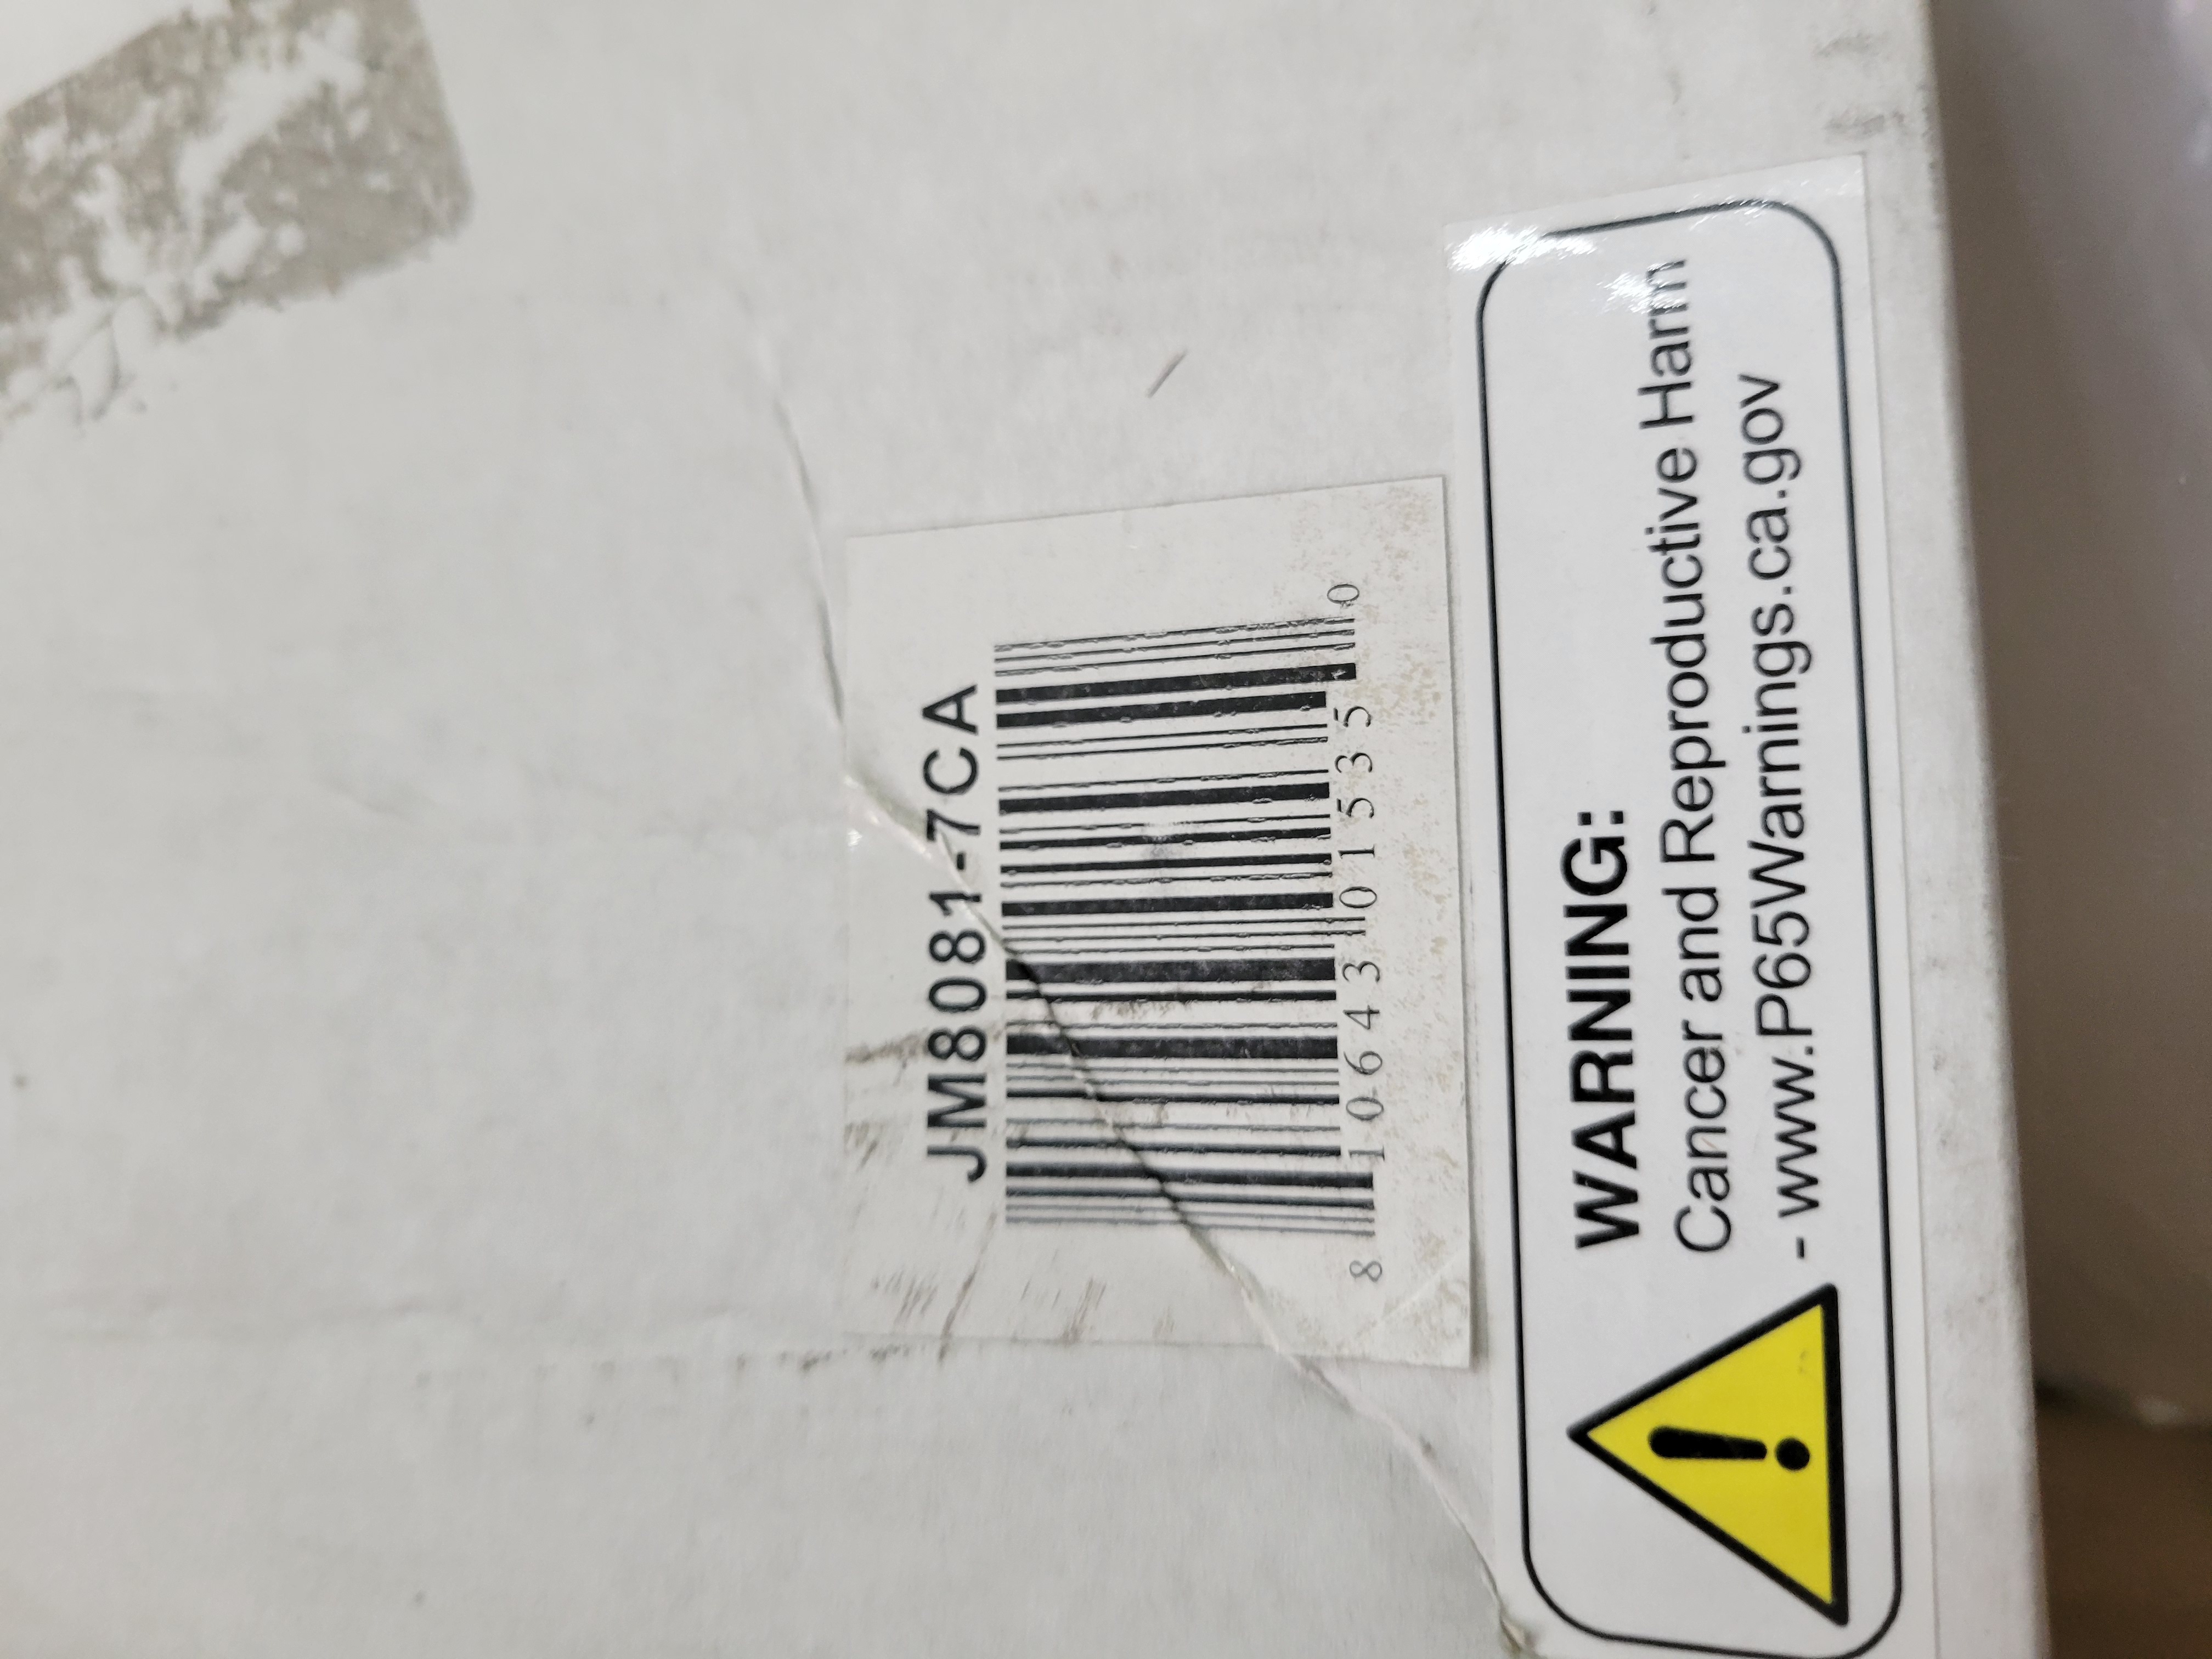 JM8081-7CA
8 10643 01535 0
WARNING:
Cancer and Reproductive Harm
- www.P65Warnings.ca.gov